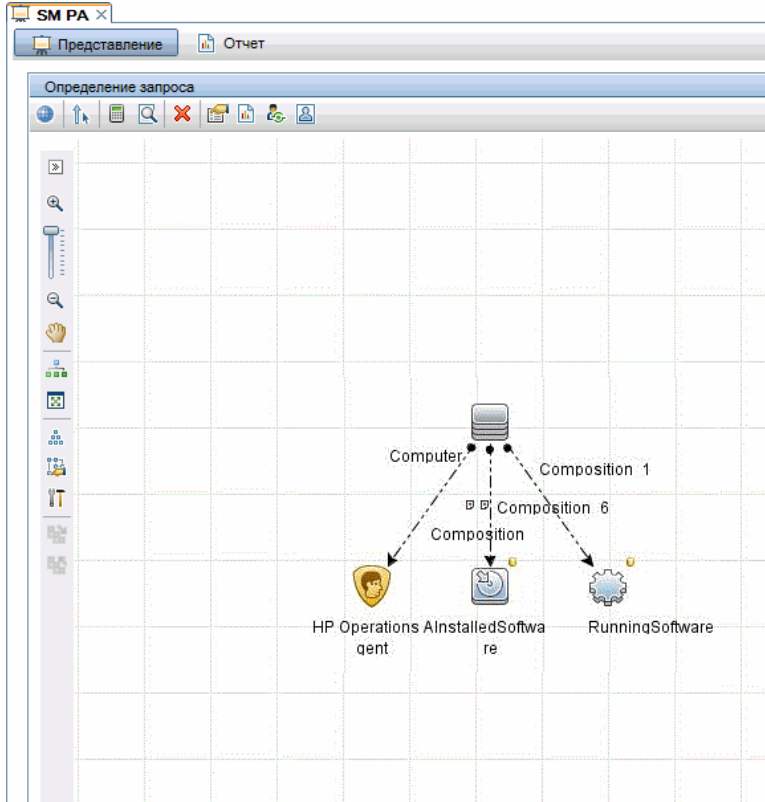 SM PA
Представление
Отчет
Определение запроса
Computer
Composition 1
Composition 6
Composition
HP Operations A
gent
InstalledSoftwa
re
RunningSoftware